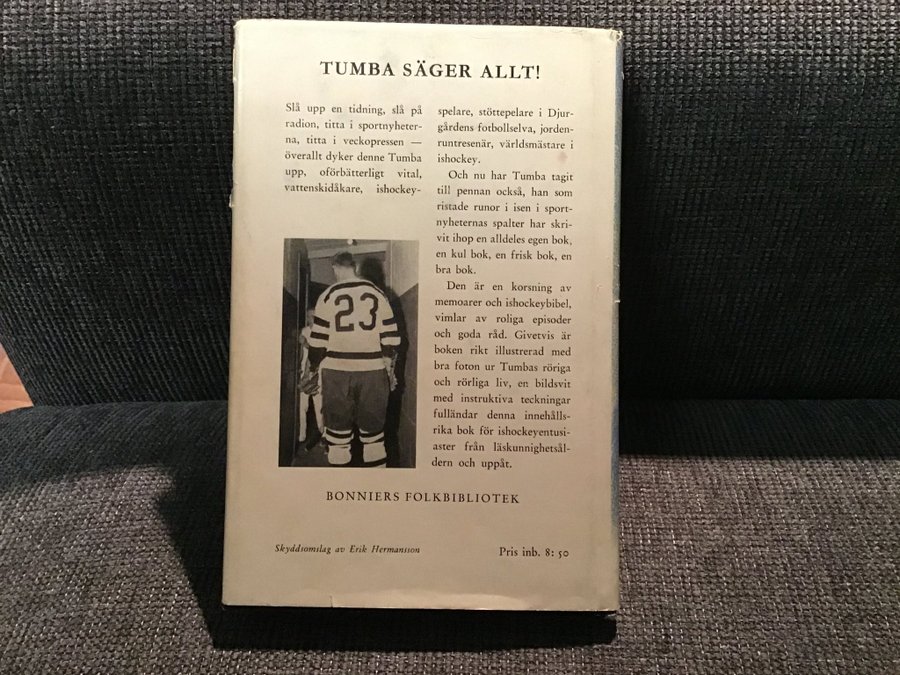 TUMBA SÄGER ALLT!
Slå upp en tidning, slå på
radion, titta i sportnyheter-
na, titta i veckopressen —
överallt dyker denne Tumba
upp, oförbätterligt vital,
vattenskidåkare, ishockey-
spelare, stöttepelare i Djur-
gårdens fotbollselva, jorden-
runtresenär, världsmästare i
ishockey.
Och nu har Tumba tagit
till pennan också, han som
ristade runor i isen i sport-
nyheternas spalter har skri-
vit ihop en alldeles egen bok,
en kul bok, en frisk bok, en
bra bok.
Den är en korsning av
memoarer och ishockeybibel,
vimlar av roliga episoder
och goda råd. Givetvis är
boken rikt illustrerad med
bra foton ur Tumbas röriga
och rörliga liv, en bildsvit
med instruktiva teckningar
fulländar denna innehålls-
rika bok för ishockeyentusi-
aster från läskunnighetsål-
dern och uppåt.
23
BONNIERS FOLKBIBLIOTEK
Skyddsomslag av Erik Hermansson
Pris inb. 8: 50